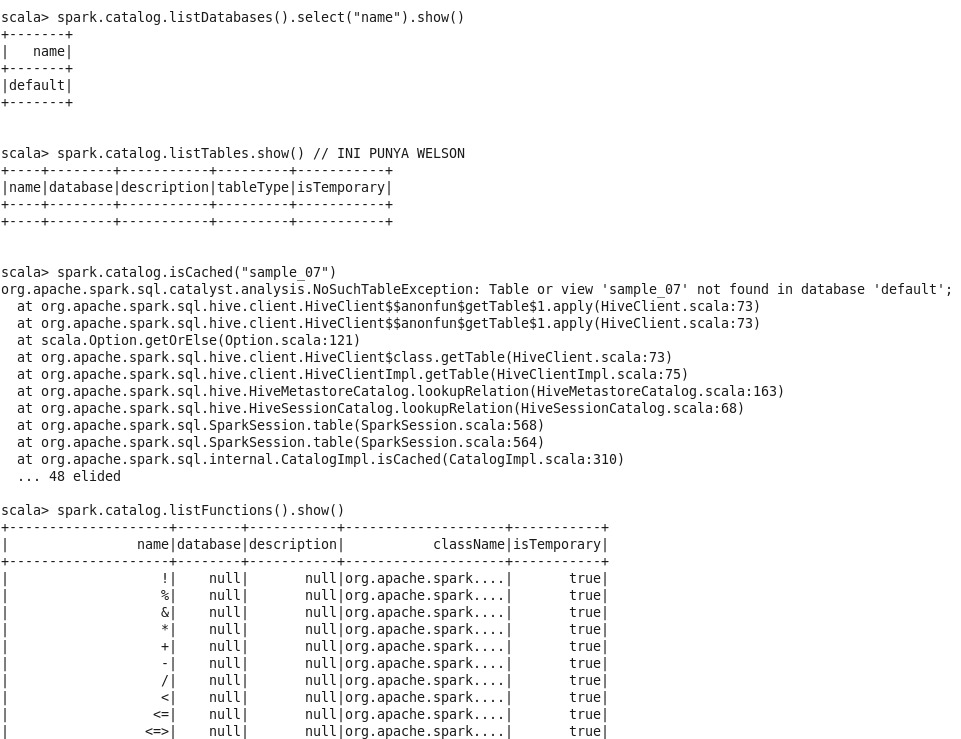 scala> spark.catalog.listDatabases().select("name").show()
+-------+
|   name|
+-------+
|default|
+-------+

scala> spark.catalog.listTables.show() // INI PUNYA WELSON
+----+--------+-----------+---------+-----------+
|name|database|description|tableType|isTemporary|
+----+--------+-----------+---------+-----------+
+----+--------+-----------+---------+-----------+

scala> spark.catalog.isCached("sample_07")
org.apache.spark.sql.catalyst.analysis.NoSuchTableException: Table or view 'sample_07' not found in database 'default';
  at org.apache.spark.sql.hive.client.HiveClient$$anonfun$getTable$1.apply(HiveClient.scala:73)
  at org.apache.spark.sql.hive.client.HiveClient$$anonfun$getTable$1.apply(HiveClient.scala:73)
  at scala.Option.getOrElse(Option.scala:121)
  at org.apache.spark.sql.hive.client.HiveClient$class.getTable(HiveClient.scala:73)
  at org.apache.spark.sql.hive.client.HiveClientImpl.getTable(HiveClientImpl.scala:75)
  at org.apache.spark.sql.hive.HiveMetastoreCatalog.lookupRelation(HiveMetastoreCatalog.scala:163)
  at org.apache.spark.sql.hive.HiveSessionCatalog.lookupRelation(HiveSessionCatalog.scala:68)
  at org.apache.spark.sql.SparkSession.table(SparkSession.scala:568)
  at org.apache.spark.sql.SparkSession.table(SparkSession.scala:564)
  at org.apache.spark.sql.internal.CatalogImpl.isCached(CatalogImpl.scala:310)
  ... 48 elided

scala> spark.catalog.listFunctions().show()
+--------------------+--------+-----------+--------------------+-----------+
|                name|database|description|           className|isTemporary|
+--------------------+--------+-----------+--------------------+-----------+
|                   !|    null|       null|org.apache.spark....|       true|
|                   %|    null|       null|org.apache.spark....|       true|
|                   &|    null|       null|org.apache.spark....|       true|
|                   *|    null|       null|org.apache.spark....|       true|
|                   +|    null|       null|org.apache.spark....|       true|
|                   -|    null|       null|org.apache.spark....|       true|
|                   /|    null|       null|org.apache.spark....|       true|
|                   <|    null|       null|org.apache.spark....|       true|
|                  <=|    null|       null|org.apache.spark....|       true|
|                 <=>|    null|       null|org.apache.spark....|       true|